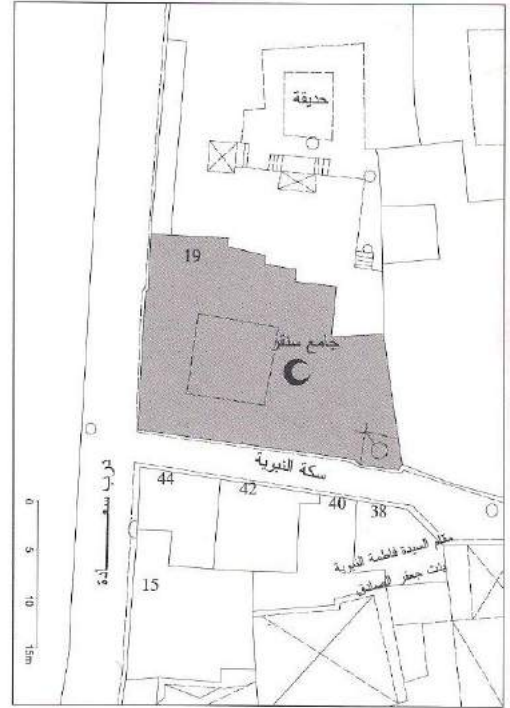 حديقة
19
جامع سنقر
سكة النبوية
44
42
40
38
درب سعادة
مقام السيدة فاطمة النبوية
بنت جعفر الصادق
15
0
5
10
15m